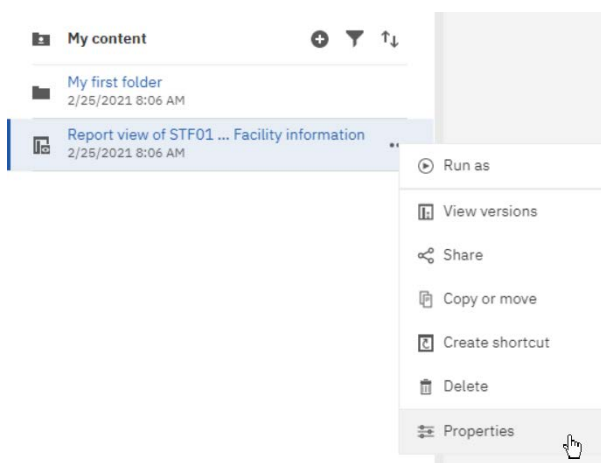 My content
My first folder
2/25/2021 8:06 AM
Report view of STF01 ... Facility information
2/25/2021 8:06 AM
Run as
View versions
Share
Copy or move
Create shortcut
Delete
Properties